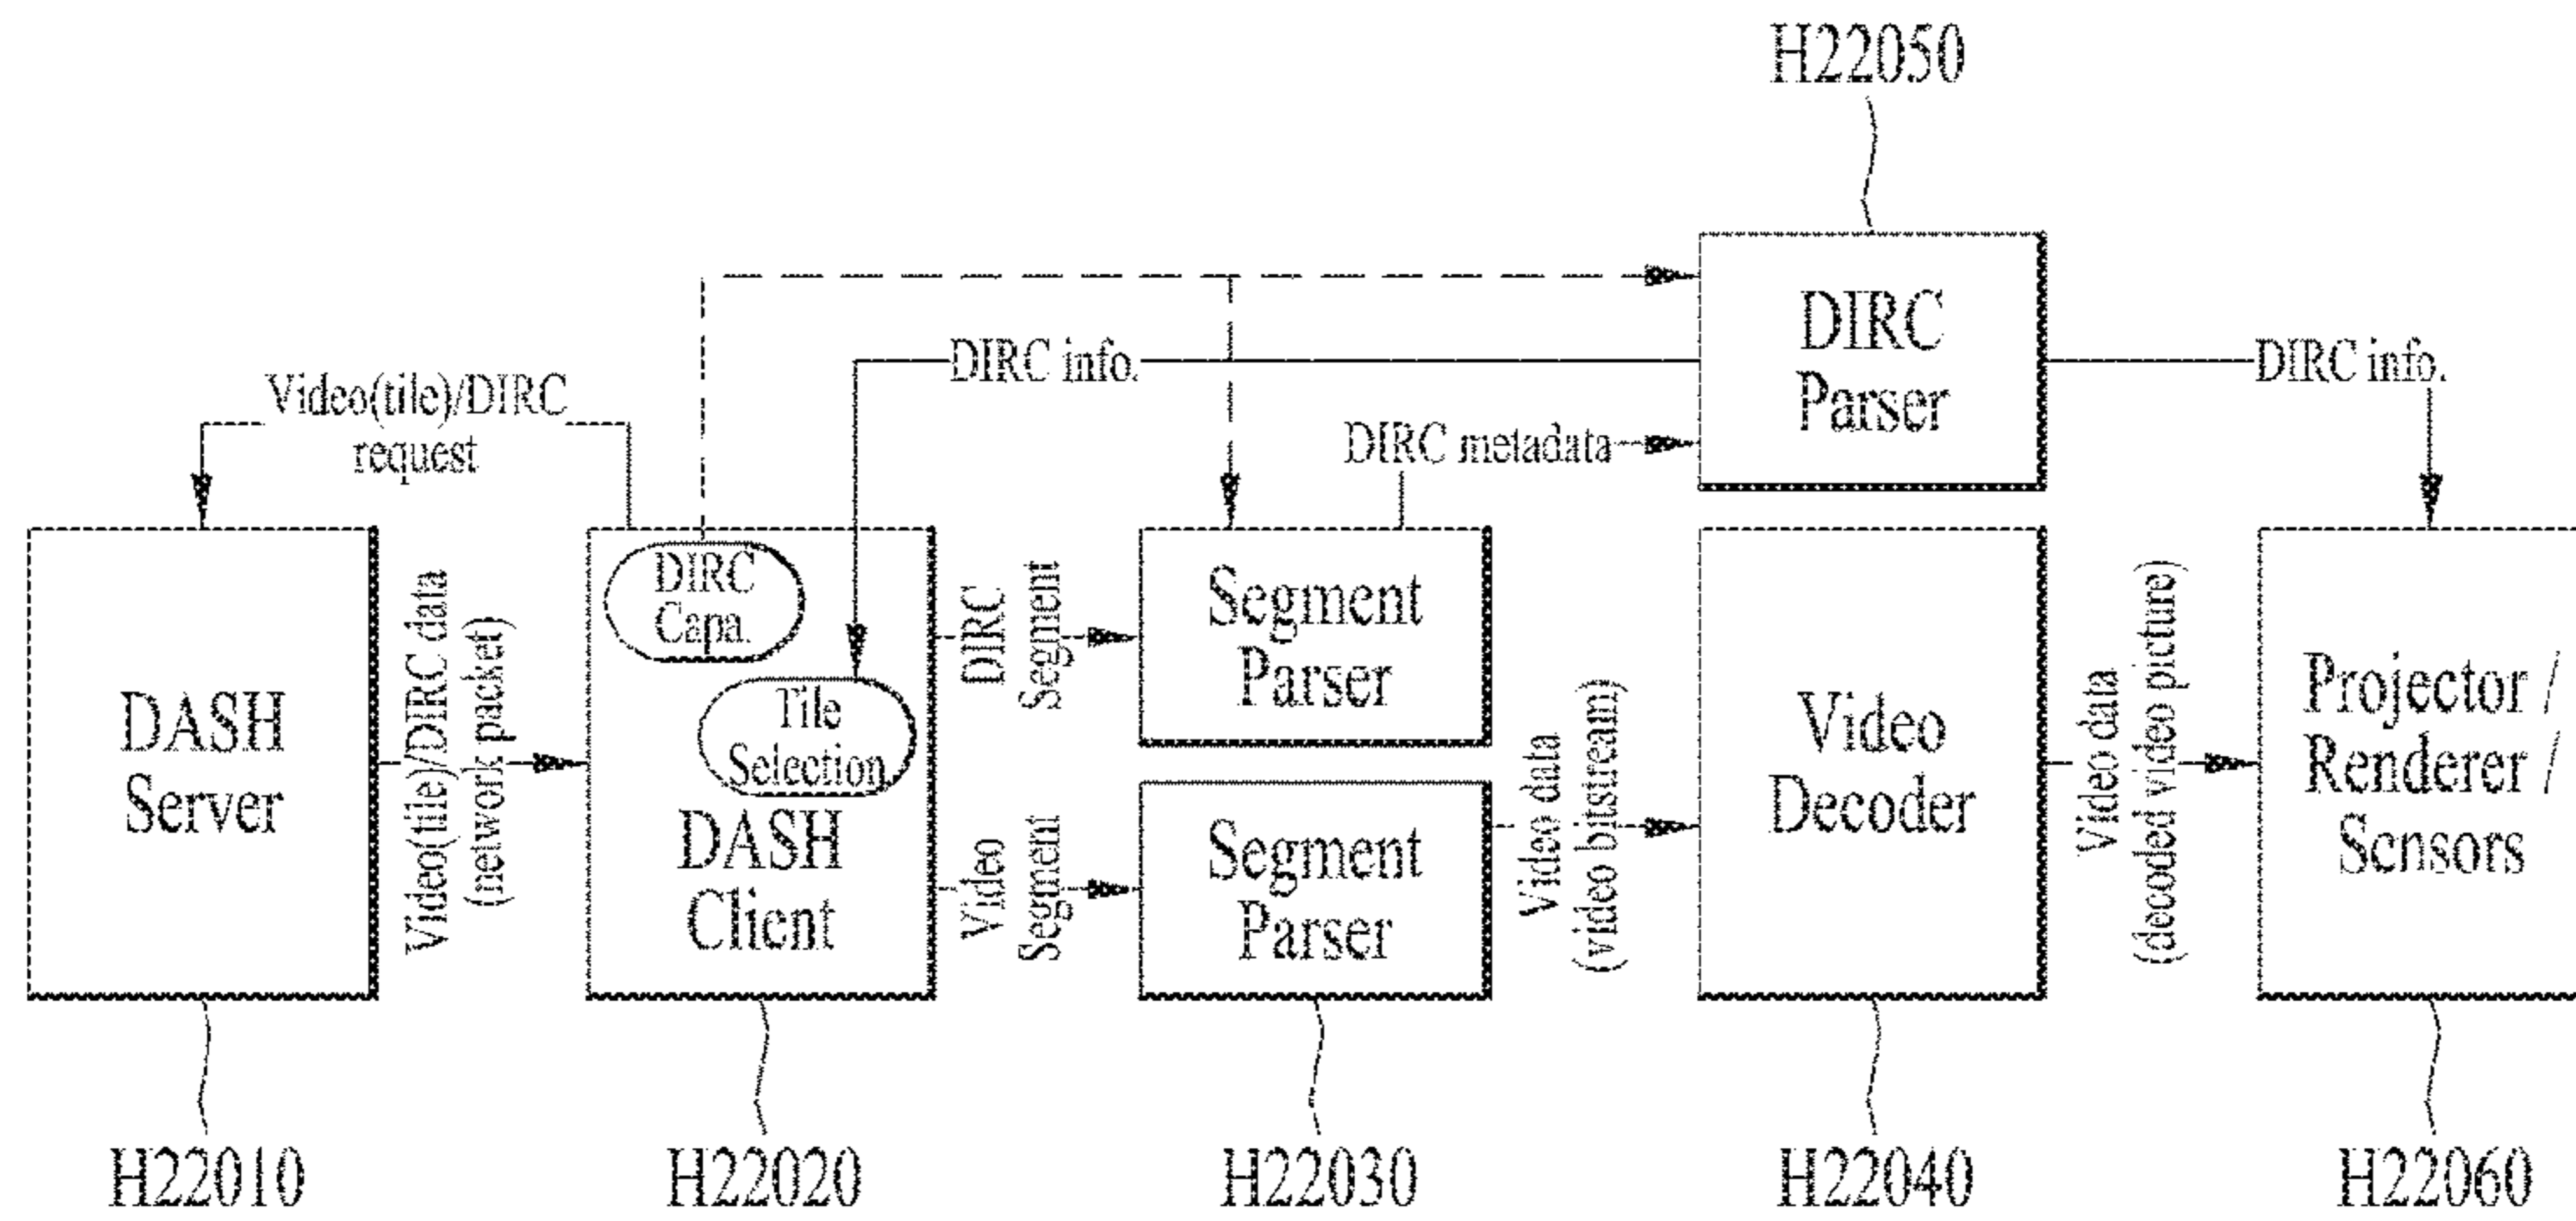 H22050
DIRC
Parser
DIRC info.
DIRC info.
Video(tile)/DIRC
request
DIRC metadata
DASH
Server
Video(tile)/DIRC data
(network packet)
DIRC
Capa.
Tile
Selection
DASH
Client
DIRC
Segment
Video
Segment
Segment
Parser
Segment
Parser
Video data
(video bitstream)
Video
Decoder
Video data
(decoded video picture)
Projector /
Renderer /
Sensors
H22010
H22020
H22030
H22040
H22060